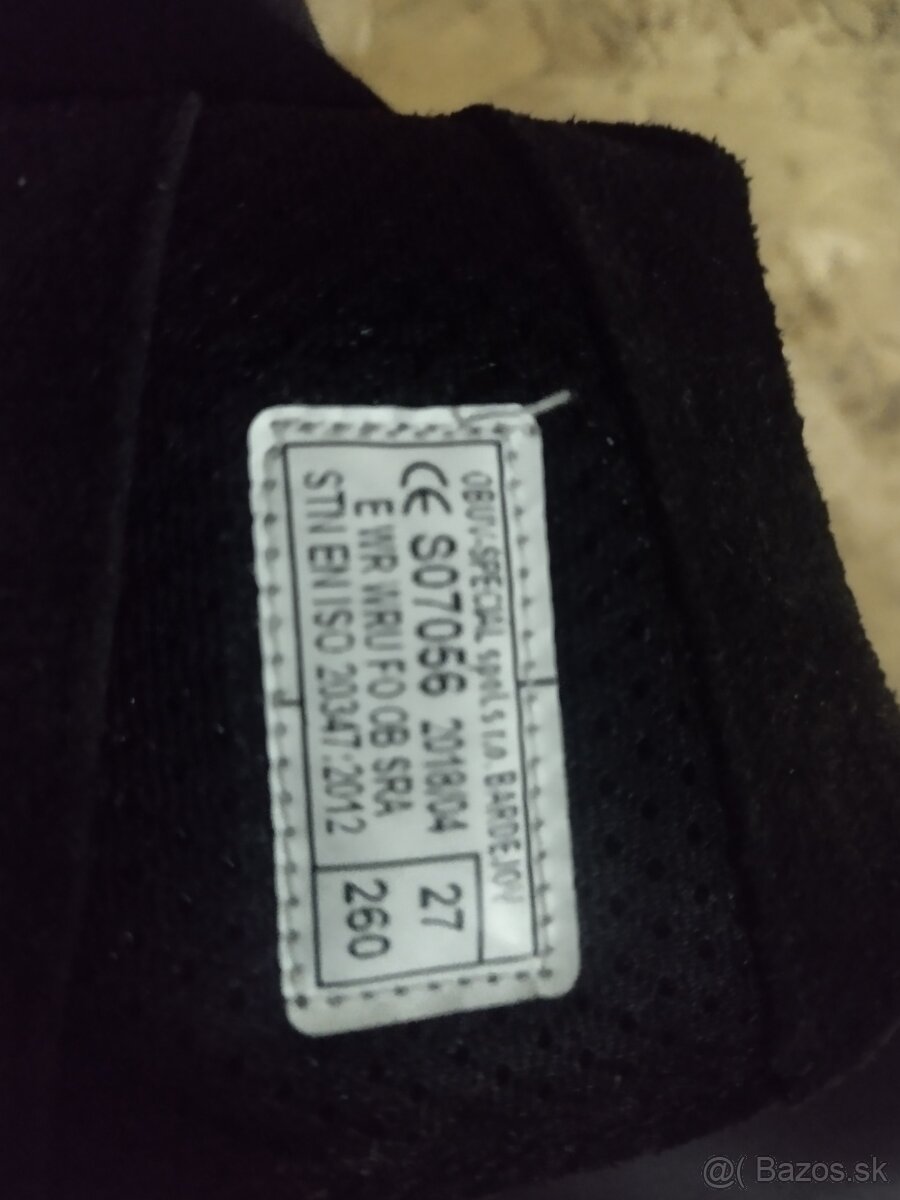 OBUV-SPECIAL spol.s r.o. BARDEJOV
CE S07056 2018/04
E WR WRU FO OB SRA
STN EN ISO 20347:2012
27
260
@( Bazos.sk